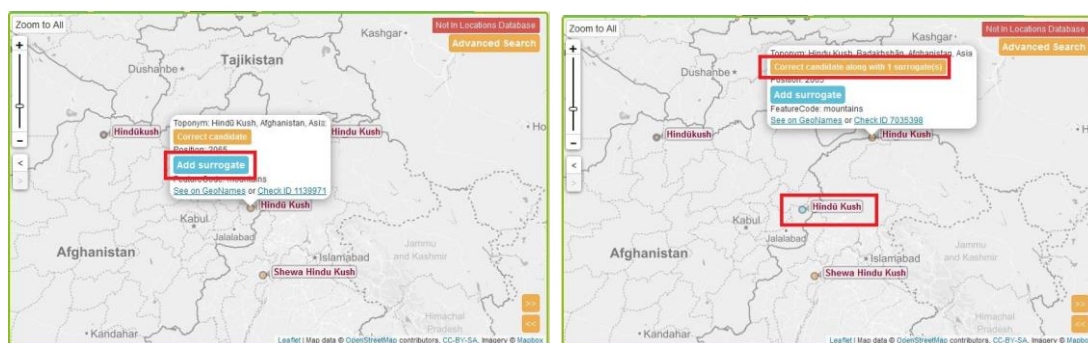 Zoom to All
Not In Locations Database
Advanced Search
Kashgar
Tajikistan
Dushanbe
Toponym: Hindū Kush, Afghanistan, Asia
Correct candidate
Position: 2065
Add surrogate
FeatureCode: mountains
See on GeoNames or Check ID 1139971
Hindūkush
Hindu Kush
Ho
Hindū Kush
Kabul
Jalalabad
Afghanistan
Islamabad
Jammu
and Kashmir
Shewa Hindu Kush
Himachal
Pradesh
Kandahar
>>
<<
Leaflet | Map data © OpenStreetMap contributors, CC-BY-SA, Imagery © Mapbox
Zoom to All
Not In Locations Database
Advanced Search
Kashgar
Dushanbe
Toponym: Hindu Kush, Badakhshān, Afghanistan, Asia
Correct candidate along with 1 surrogate(s)
Position: 2065
Add surrogate
FeatureCode: mountains
See on GeoNames or Check ID 7035398
Hindūkush
Hindu Kush
Ho
Hindū Kush
Kabul
Jalalabad
Afghanistan
Islamabad
Jammu
and Kashmir
Shewa Hindu Kush
Himachal
Pradesh
Kandahar
>>
<<
Leaflet | Map data © OpenStreetMap contributors, CC-BY-SA, Imagery © Mapbox